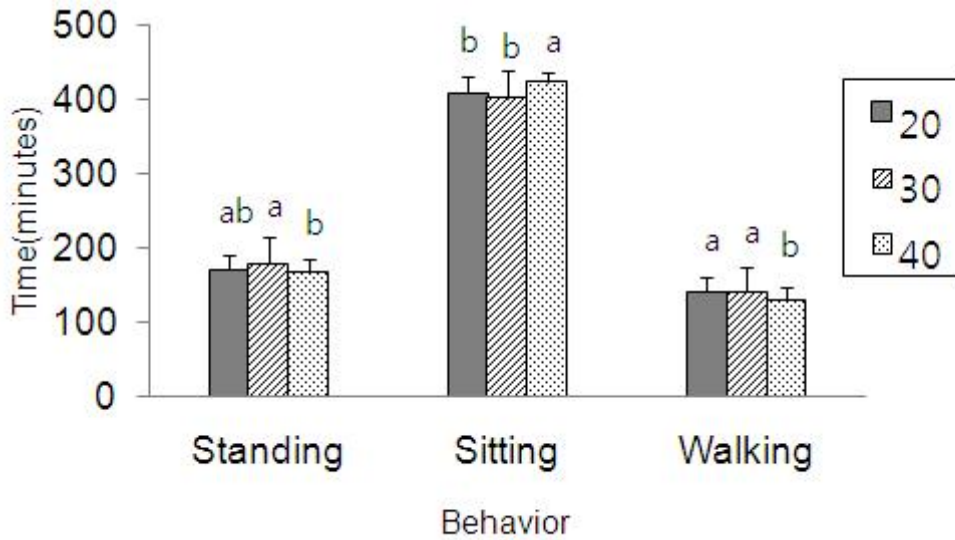 500
400
300
200
100
0
Time(minutes)
ab a b
b b a
a a b
Standing Sitting Walking
Behavior
20
30
40